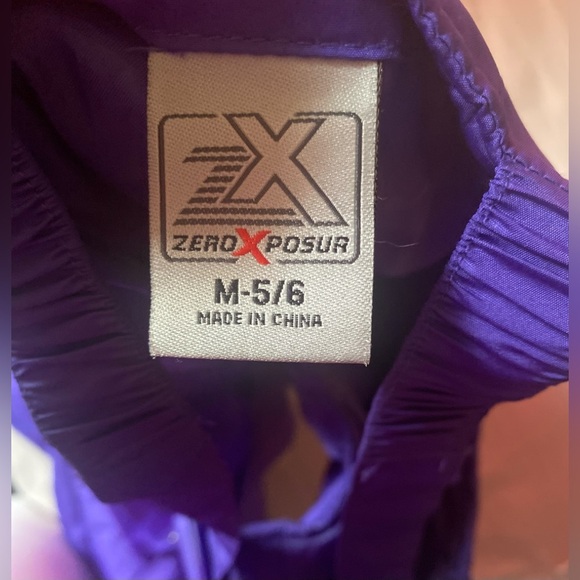 ZX
ZEROXPOSUR
M-5/6
MADE IN CHINA